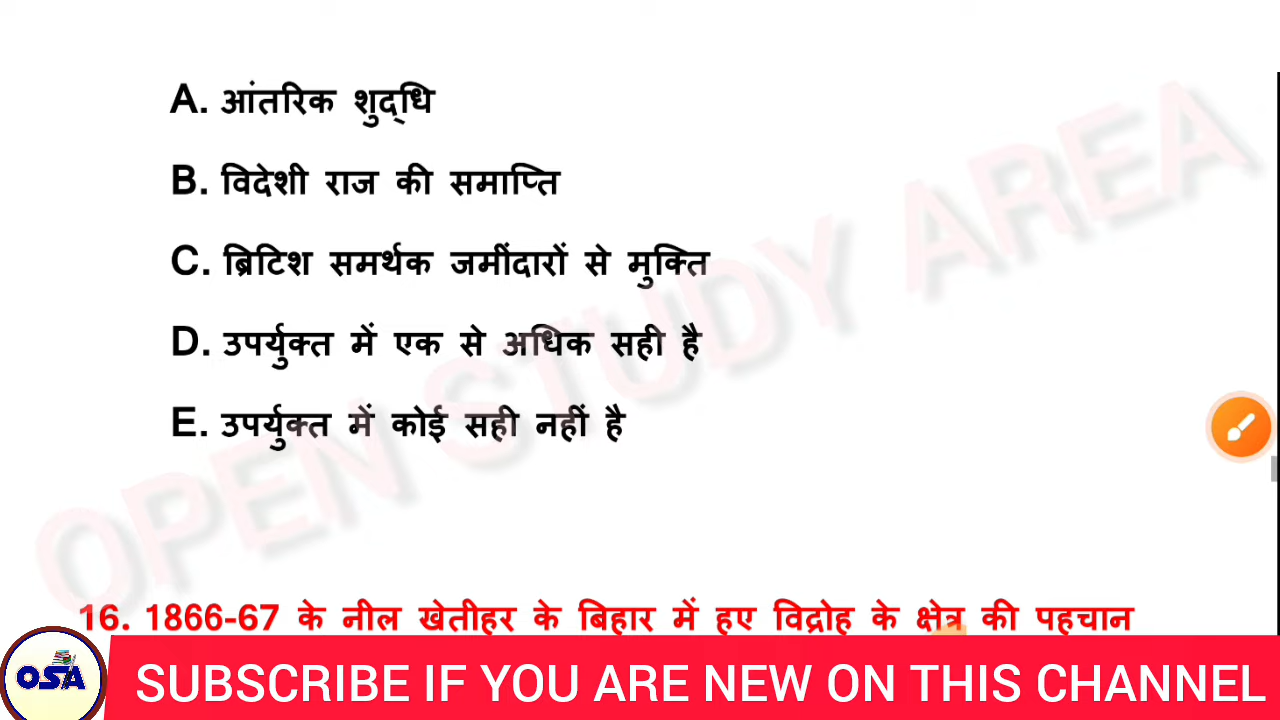 A. आंतरिक शुद्धि
B. विदेशी राज की समाप्ति
C. ब्रिटिश समर्थक जमींदारों से मुक्ति
D. उपर्युक्त में एक से अधिक सही है
E. उपर्युक्त में कोई सही नहीं है
OPEN STUDY AREA
16. 1866-67 के नील खेतीहर के बिहार में हुए विद्रोह के क्षेत्र की पहचान
OSA
SUBSCRIBE IF YOU ARE NEW ON THIS CHANNEL